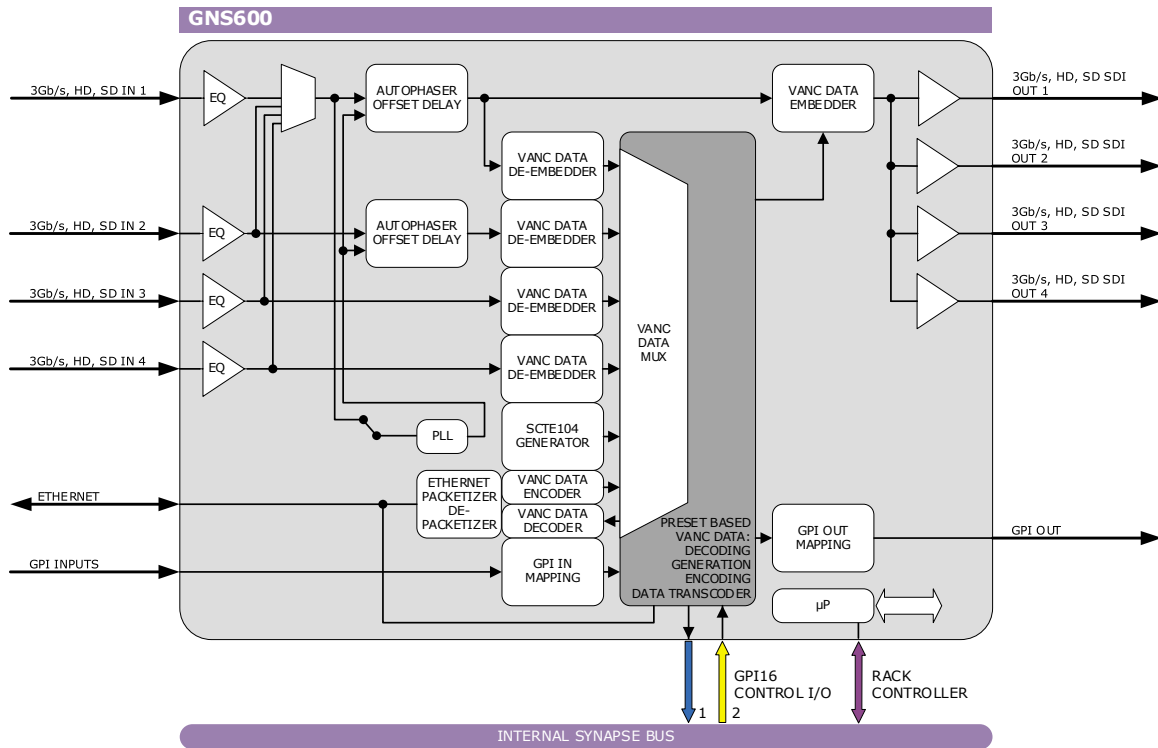 GNS600
3Gb/s, HD, SD IN 1
EQ
AUTOPHASER
OFFSET DELAY
VANC DATA
EMBEDDER
3Gb/s, HD, SD SDI
OUT 1
VANC DATA
DE-EMBEDDER
3Gb/s, HD, SD SDI
OUT 2
3Gb/s, HD, SD IN 2
EQ
AUTOPHASER
OFFSET DELAY
VANC DATA
DE-EMBEDDER
3Gb/s, HD, SD SDI
OUT 3
3Gb/s, HD, SD IN 3
EQ
VANC DATA
DE-EMBEDDER
3Gb/s, HD, SD SDI
OUT 4
VANC
DATA
MUX
3Gb/s, HD, SD IN 4
EQ
VANC DATA
DE-EMBEDDER
PLL
SCTE104
GENERATOR
ETHERNET
ETHERNET
PACKETIZER
DE-
PACKETIZER
VANC DATA
ENCODER
VANC DATA
DECODER
PRESET BASED
VANC DATA:
DECODING
GENERATION
ENCODING
DATA TRANSCODER
GPI OUT
MAPPING
GPI OUT
GPI INPUTS
GPI IN
MAPPING
µP
GPI16
CONTROL I/O
1
2
RACK
CONTROLLER
INTERNAL SYNAPSE BUS